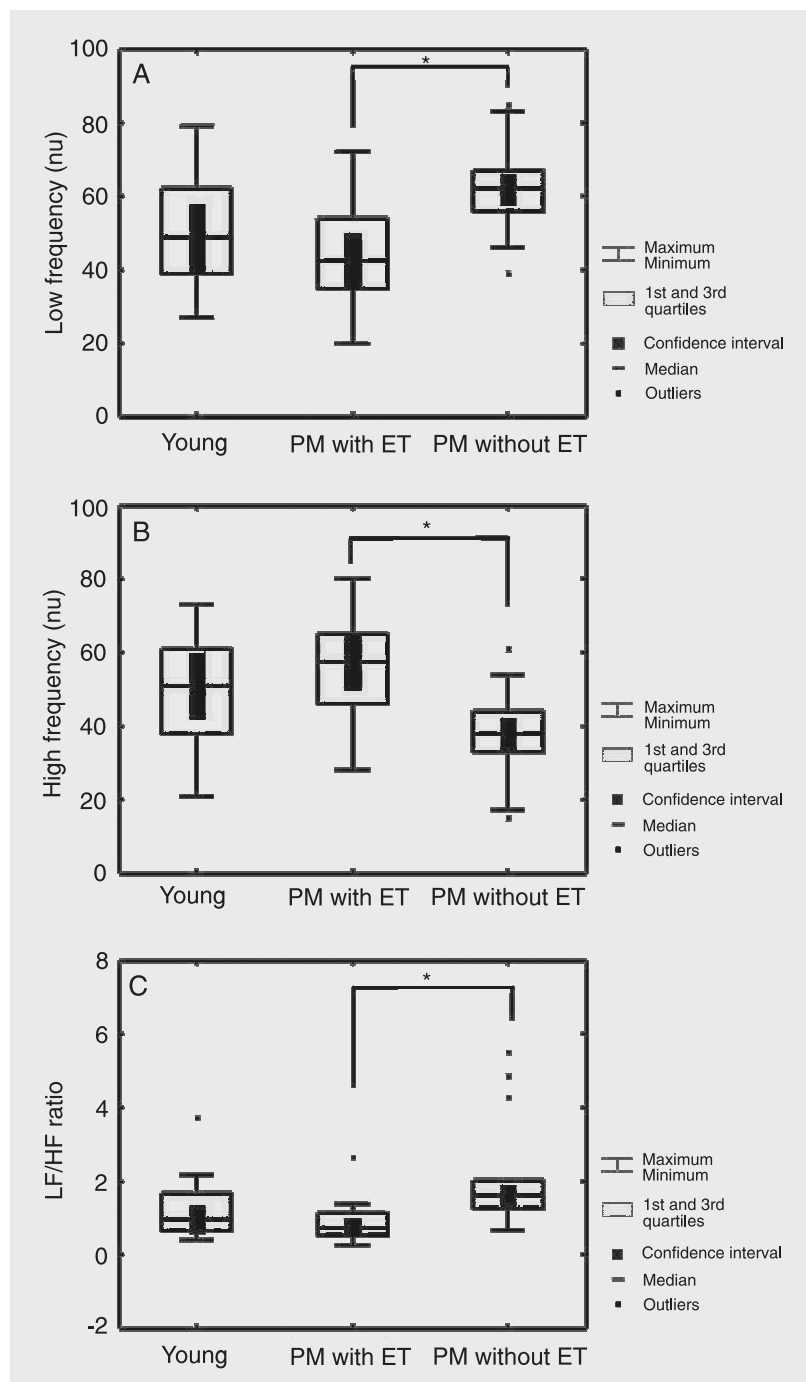 A
*
Low frequency (nu)
100
80
60
40
20
0
Young
PM with ET
PM without ET
Maximum
Minimum
1st and 3rd
quartiles
Confidence interval
Median
Outliers
B
*
High frequency (nu)
100
80
60
40
20
0
Young
PM with ET
PM without ET
Maximum
Minimum
1st and 3rd
quartiles
Confidence interval
Median
Outliers
C
*
LF/HF ratio
8
6
4
2
0
-2
Young
PM with ET
PM without ET
Maximum
Minimum
1st and 3rd
quartiles
Confidence interval
Median
Outliers